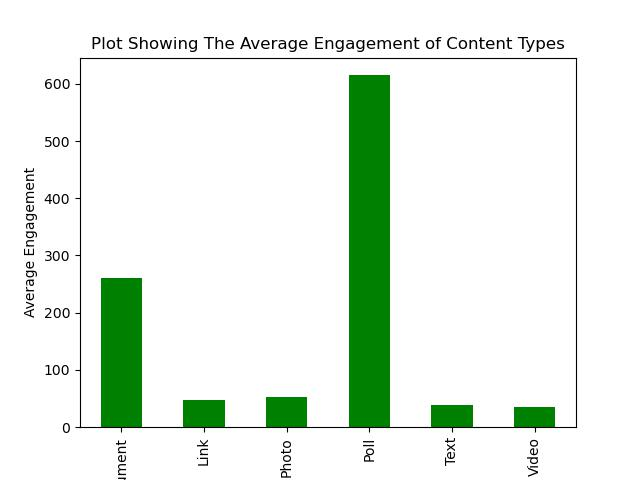 Plot Showing The Average Engagement of Content Types
Average Engagement
600
500
400
300
200
100
0
ument
Link
Photo
Poll
Text
Video